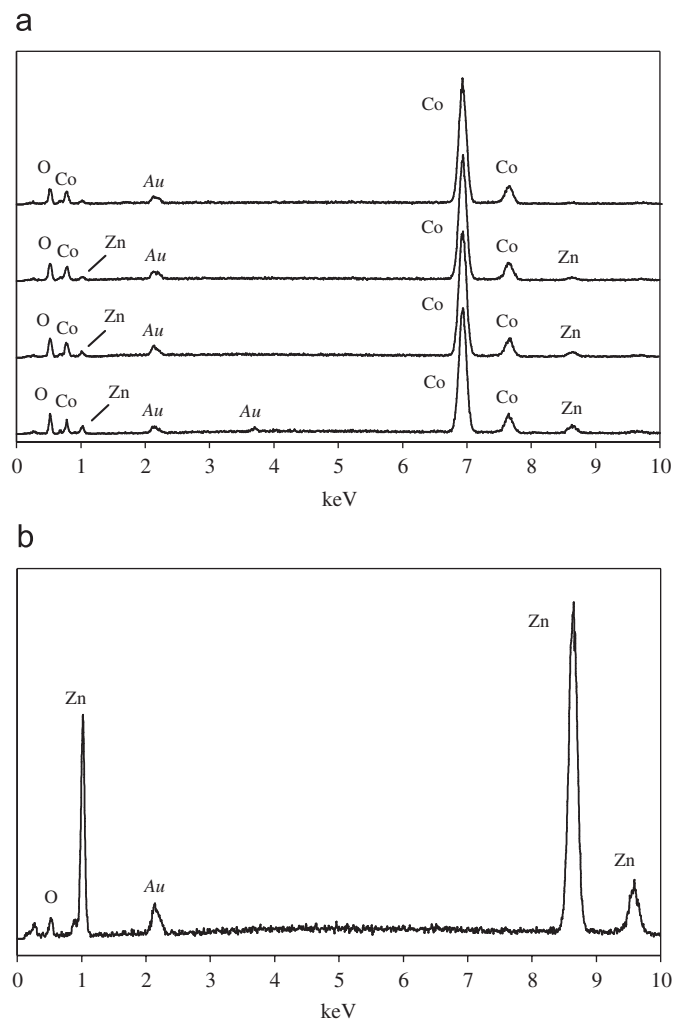 a
Co
O Co Au Co
Co
O Co Zn Au Co Zn
Co
O Co Zn Au Co Zn
Co
O Co Zn Au Au Co Zn
0 1 2 3 4 5 6 7 8 9 10
keV
b
Zn
Zn
Zn
O Au
0 1 2 3 4 5 6 7 8 9 10
keV